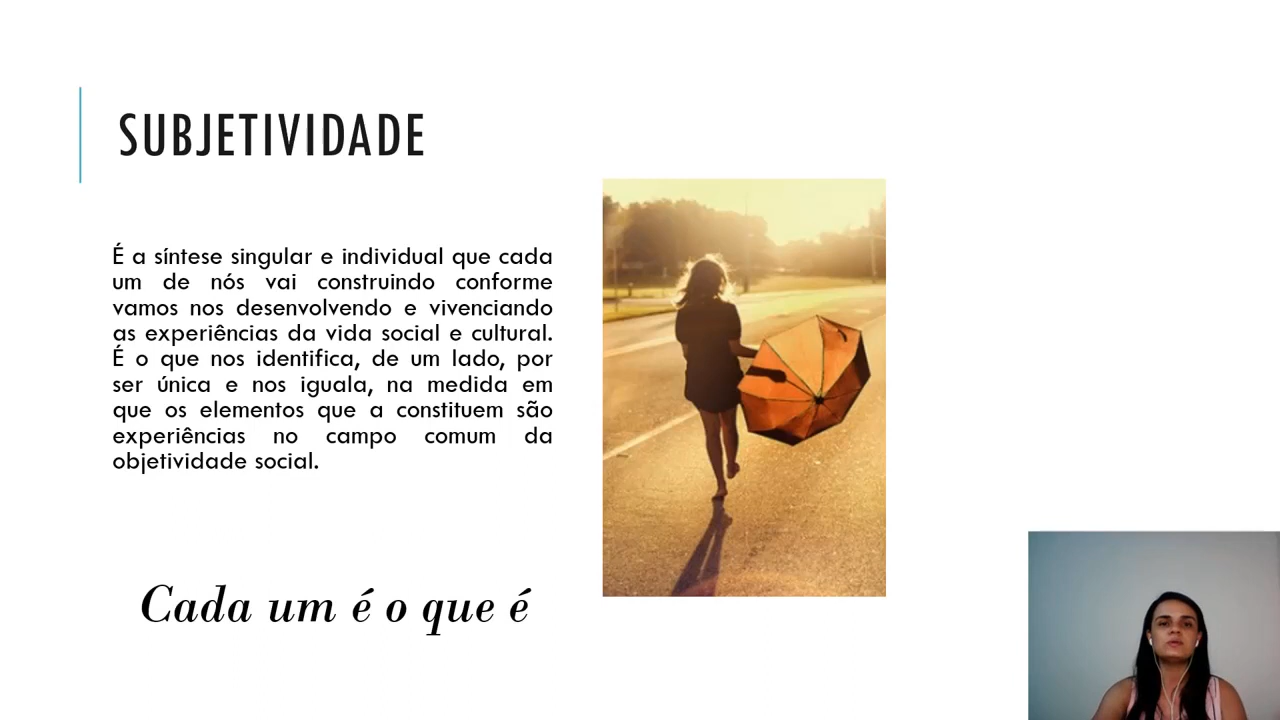 SUBJETIVIDADE
É a síntese singular e individual que cada
um de nós vai construindo conforme
vamos nos desenvolvendo e vivenciando
as experiências da vida social e cultural.
É o que nos identifica, de um lado, por
ser única e nos iguala, na medida em
que os elementos que a constituem são
experiências no campo comum da
objetividade social.
Cada um é o que é